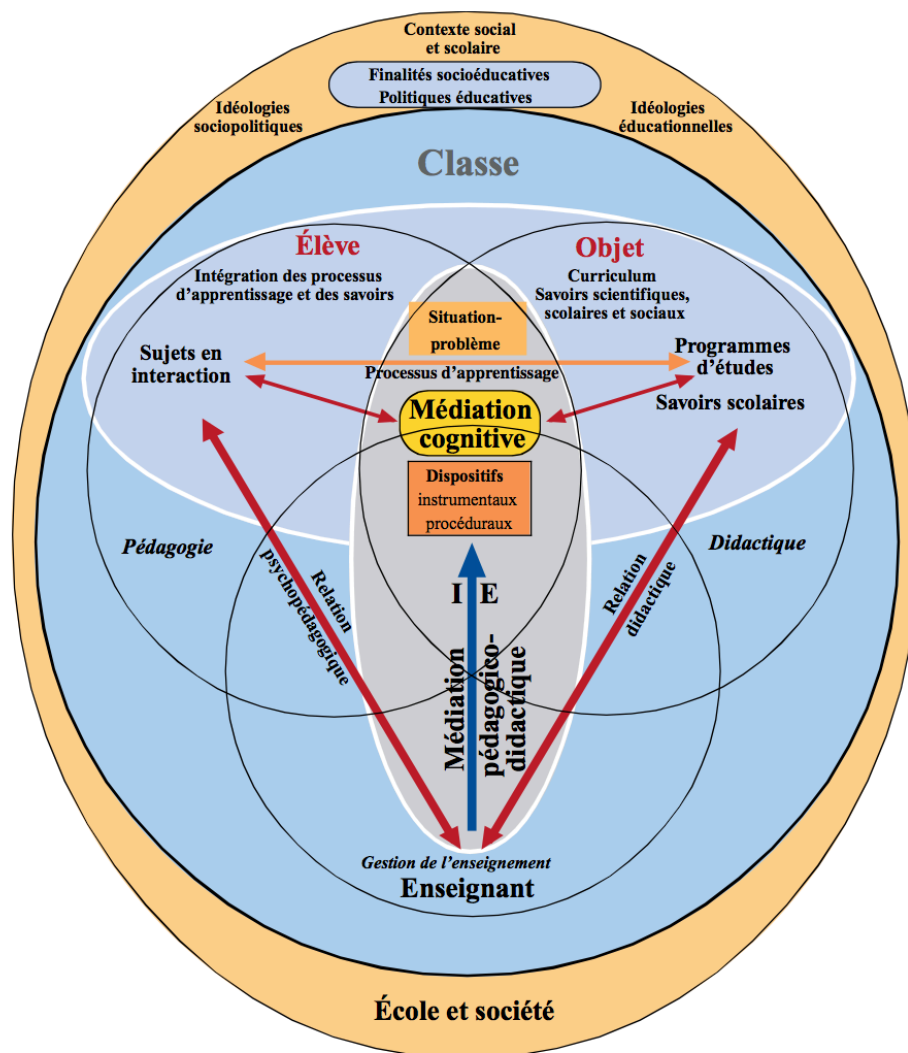 Contexte social
et scolaire
Finalités socioéducatives
Politiques éducatives
Idéologies
sociopolitiques
Idéologies
éducationnelles
Classe
Élève
Intégration des processus
d'apprentissage et des savoirs
Objet
Curriculum
Savoirs scientifiques,
scolaires et sociaux
Situation-
problème
Sujets en
interaction
Processus d'apprentissage
Programmes
d'études
Savoirs scolaires
Médiation
cognitive
Dispositifs
instrumentaux
procéduraux
Pédagogie
Didactique
Relation
psychopédagogique
I E
Médiation
pédagogico-
didactique
Relation
didactique
Gestion de l'enseignement
Enseignant
École et société